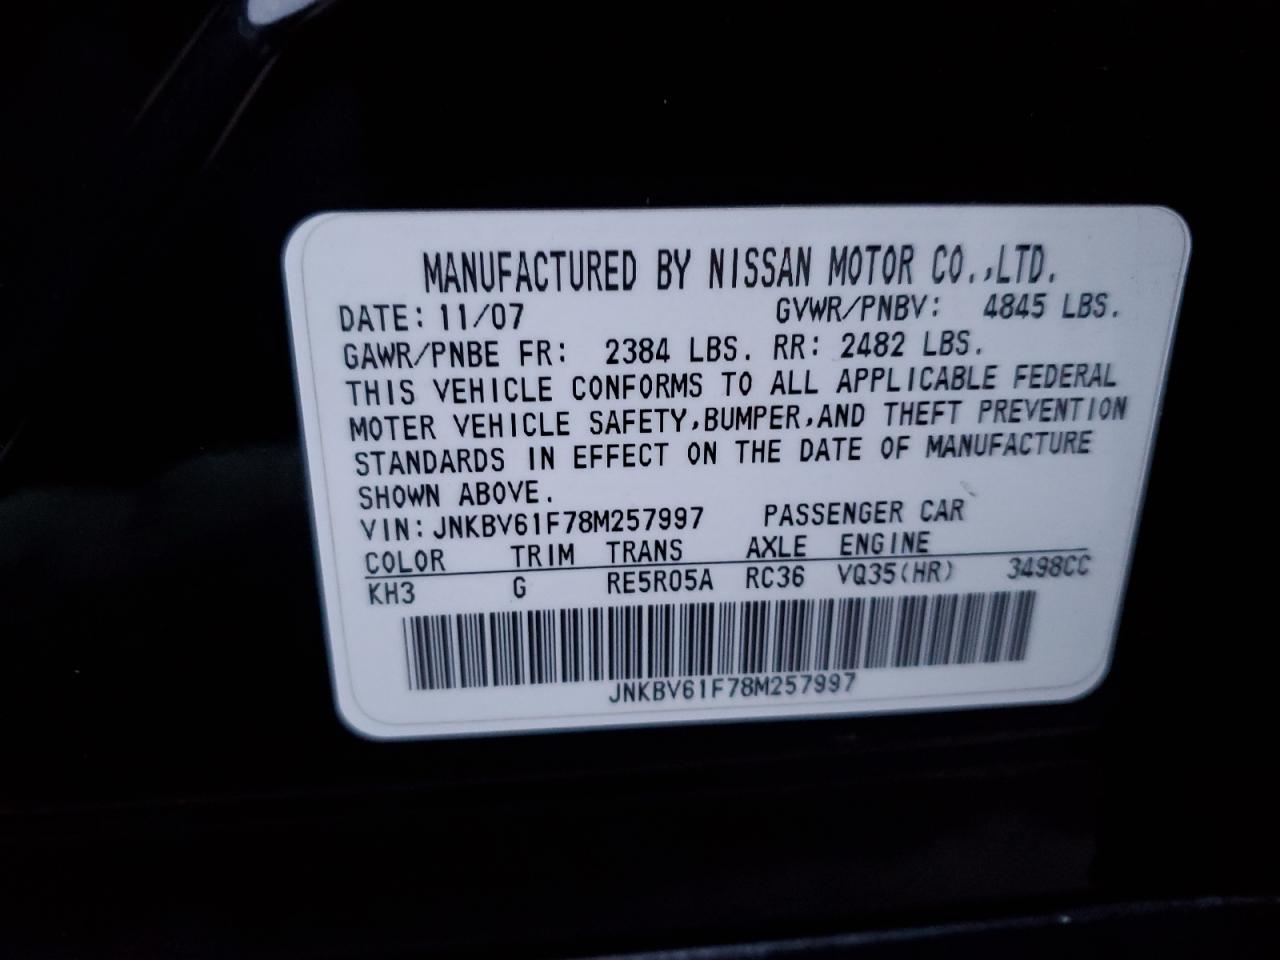 MANUFACTURED BY NISSAN MOTOR CO.,LTD.
DATE: 11/07 GVWR/PNBV: 4845 LBS.
GAWR/PNBE FR: 2384 LBS. RR: 2482 LBS.
THIS VEHICLE CONFORMS TO ALL APPLICABLE FEDERAL
MOTER VEHICLE SAFETY,BUMPER,AND THEFT PREVENTION
STANDARDS IN EFFECT ON THE DATE OF MANUFACTURE
SHOWN ABOVE.
VIN: JNKBV61F78M257997 PASSENGER CAR
COLOR TRIM TRANS AXLE ENGINE
KH3 G RE5R05A RC36 VQ35(HR) 3498CC
JNKBV61F78M257997